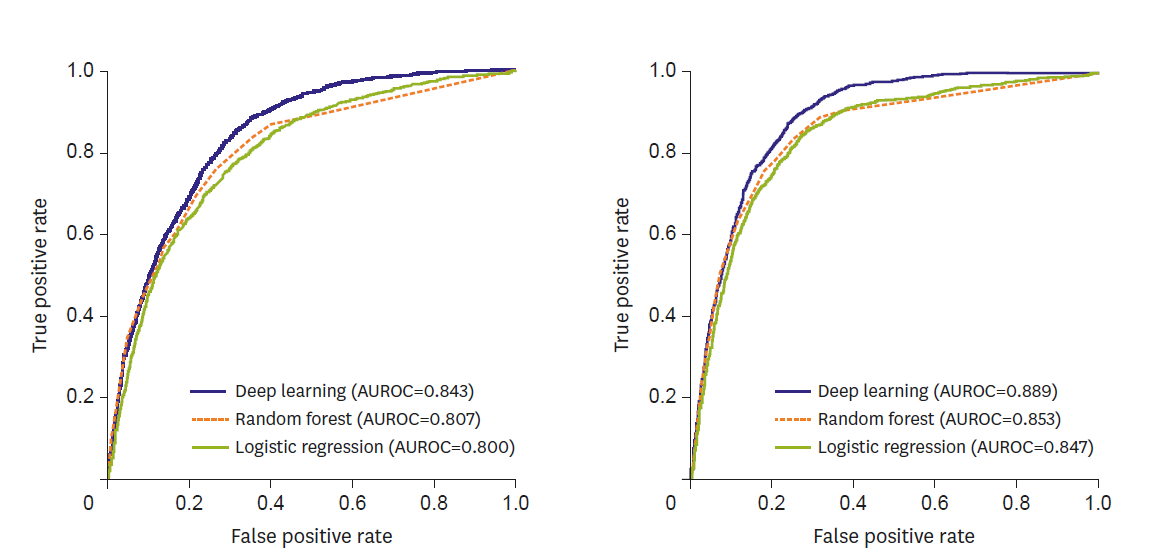 1.0
0.8
0.6
0.4
0.2
True positive rate
Deep learning (AUROC=0.843)
Random forest (AUROC=0.807)
Logistic regression (AUROC=0.800)
0 0.2 0.4 0.6 0.8 1.0
False positive rate
1.0
0.8
0.6
0.4
0.2
True positive rate
Deep learning (AUROC=0.889)
Random forest (AUROC=0.853)
Logistic regression (AUROC=0.847)
0 0.2 0.4 0.6 0.8 1.0
False positive rate